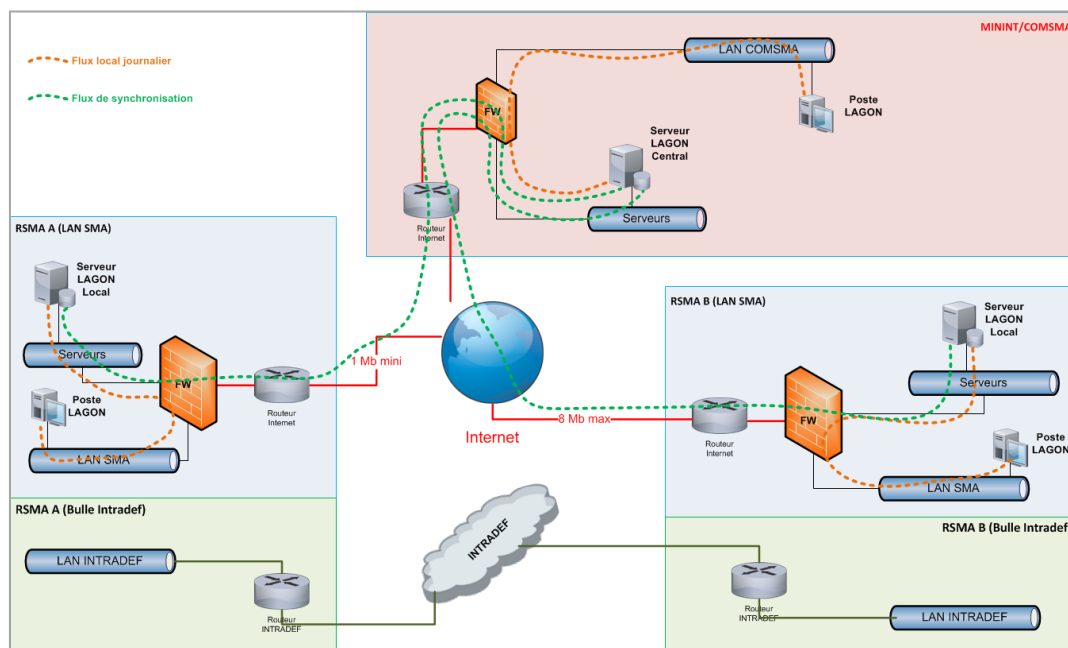 MININT/COMSMA
LAN COMSMA
Flux local journalier
Flux de synchronisation
FW
Poste
LAGON
Serveur
LAGON
Central
Serveurs
Routeur
Internet
RSMA A (LAN SMA)
Serveur
LAGON
Local
Serveurs
FW
Poste
LAGON
LAN SMA
Routeur
Internet
1 Mb mini
Internet
8 Mb max
RSMA B (LAN SMA)
Serveur
LAGON
Local
Serveurs
Routeur
Internet
FW
Poste
LAGON
LAN SMA
RSMA A (Bulle Intradef)
LAN INTRADEF
Routeur
INTRADEF
INTRADEF
RSMA B (Bulle Intradef)
Routeur
INTRADEF
LAN INTRADEF